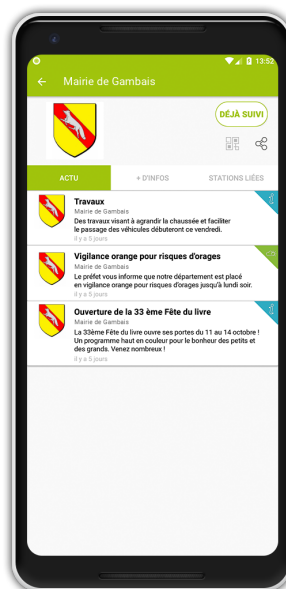 13:52
Mairie de Gambais
DÉJÀ SUIVI
ACTU
+ D'INFOS
STATIONS LIÉES
Travaux
Mairie de Gambais
Des travaux visant à agrandir la chaussée et faciliter
le passage des véhicules débuteront ce vendredi.
il y a 5 jours
Vigilance orange pour risques d'orages
Mairie de Gambais
Le préfet vous informe que notre département est placé
en vigilance orange pour risques d'orages jusqu'à lundi soir.
il y a 5 jours
Ouverture de la 33 ème Fête du livre
Mairie de Gambais
La 33ème Fête du livre ouvre ses portes du 11 au 14 octobre !
Un programme haut en couleur pour le bonheur des petits et
des grands. Venez nombreux !
il y a 5 jours